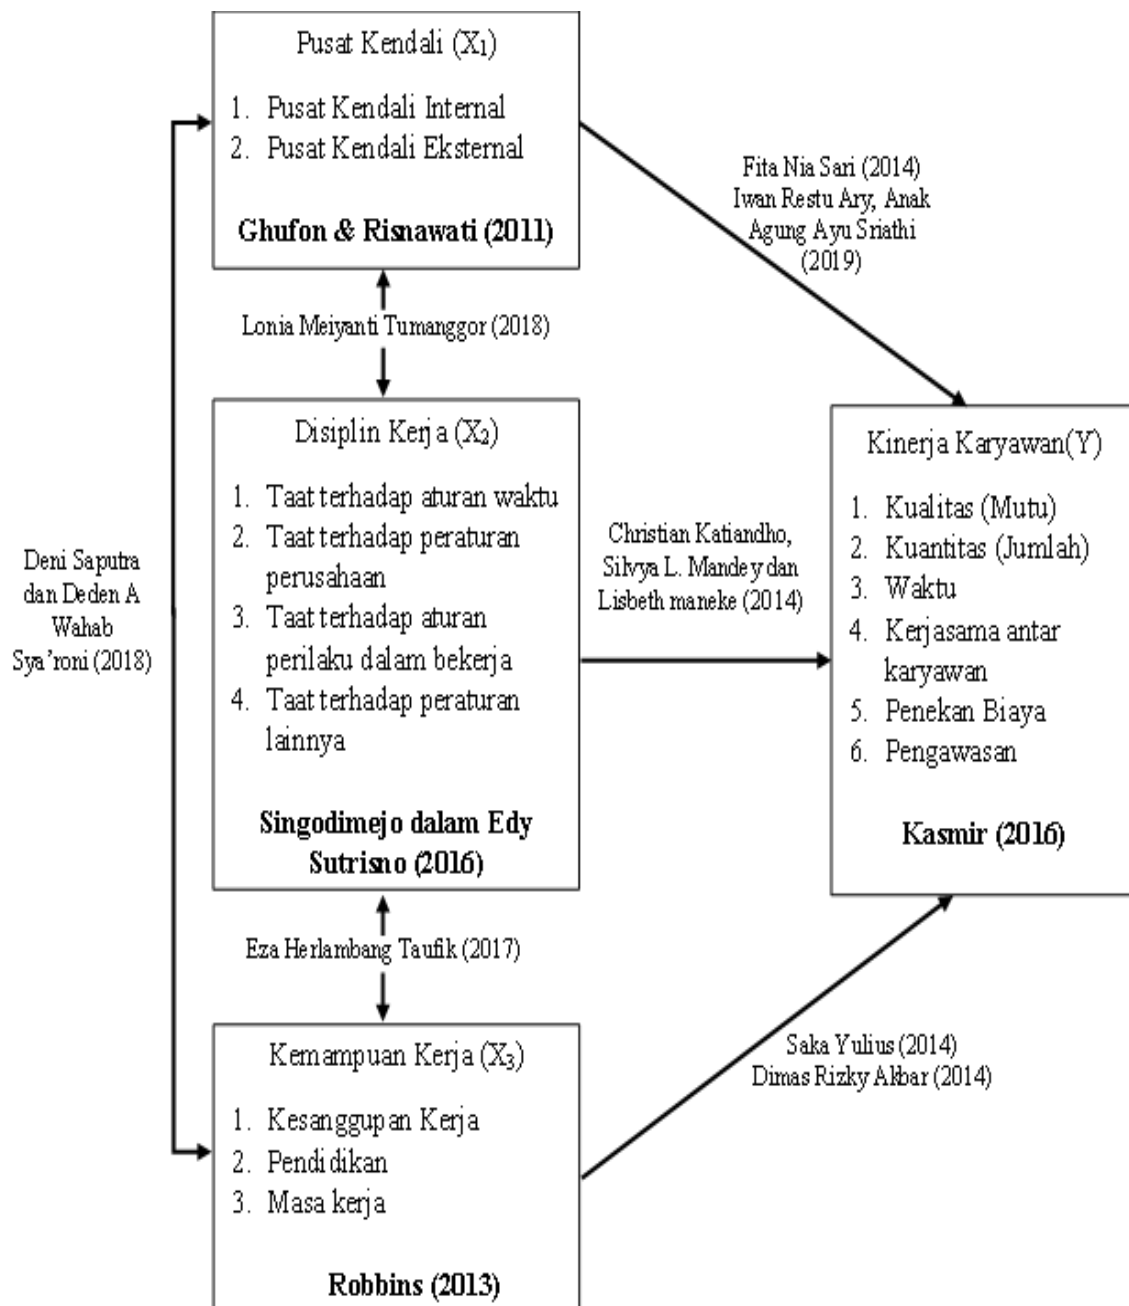 Pusat Kendali (X₁)
1. Pusat Kendali Internal
2. Pusat Kendali Eksternal
Ghufon & Risnawati (2011)
Fita Nia Sari (2014)
Iwan Restu Ary, Anak
Agung Ayu Sriathi
(2019)
Lonia Meiyanti Tumanggor (2018)
Deni Saputra
dan Deden A
Wahab
Sya’roni (2018)
Disiplin Kerja (X₂)
1. Taat terhadap aturan waktu
2. Taat terhadap peraturan
perusahaan
3. Taat terhadap aturan
perilaku dalam bekerja
4. Taat terhadap peraturan
lainnya
Singodimejo dalam Edy
Sutrisno (2016)
Christian Katiandho,
Silvya L. Mandey dan
Lisbeth maneke (2014)
Kinerja Karyawan(Y)
1. Kualitas (Mutu)
2. Kuantitas (Jumlah)
3. Waktu
4. Kerjasama antar
karyawan
5. Penekan Biaya
6. Pengawasan
Kasmir (2016)
Eza Herlambang Taufik (2017)
Kemampuan Kerja (X₃)
1. Kesanggupan Kerja
2. Pendidikan
3. Masa kerja
Robbins (2013)
Saka Yulius (2014)
Dimas Rizky Akbar (2014)